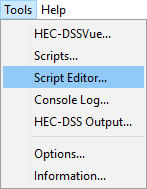 Tools Help
HEC-DSSVue...
Scripts...
Script Editor...
Console Log...
HEC-DSS Output...
Options...
Information...